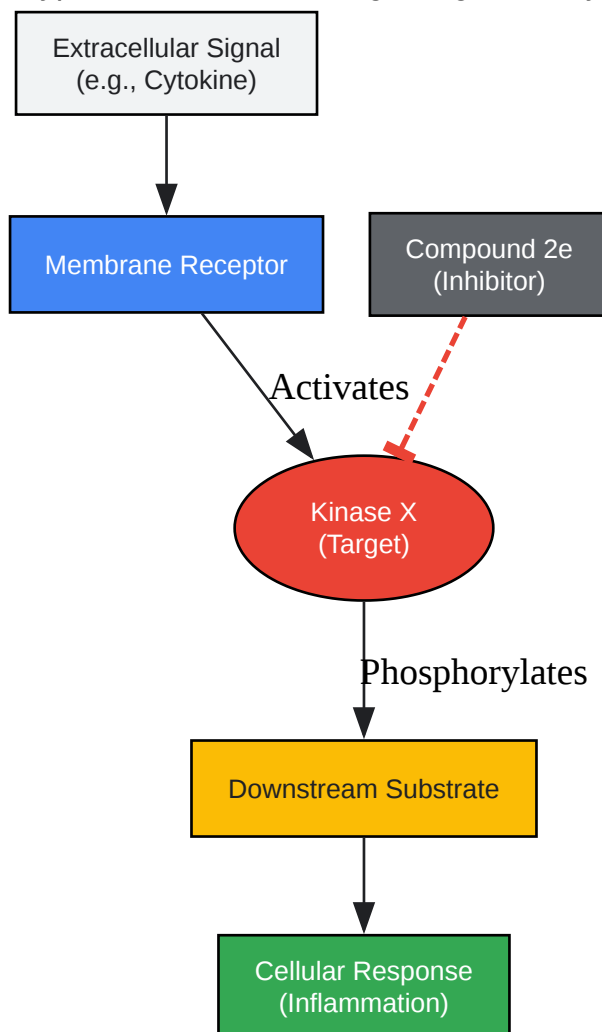 Extracellular Signal
(e.g., Cytokine)
Membrane Receptor
Compound 2e
(Inhibitor)
Activates
Kinase X
(Target)
Phosphorylates
Downstream Substrate
Cellular Response
(Inflammation)